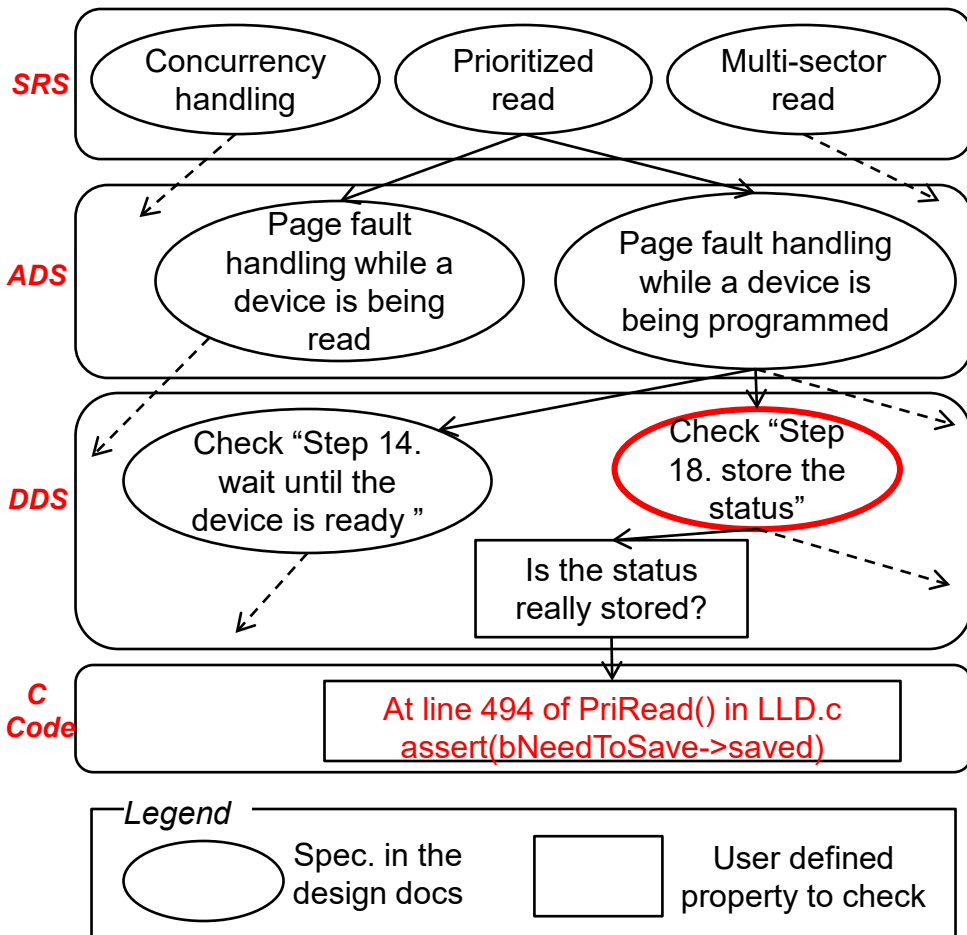 SRS
Concurrency
handling
Prioritized
read
Multi-sector
read
ADS
Page fault
handling while a
device is being
read
Page fault handling
while a device is
being programmed
DDS
Check “Step 14.
wait until the
device is ready ”
Check “Step
18. store the
status”
Is the status
really stored?
C
Code
At line 494 of PriRead() in LLD.c
assert(bNeedToSave->saved)
Legend
Spec. in the
design docs
User defined
property to check